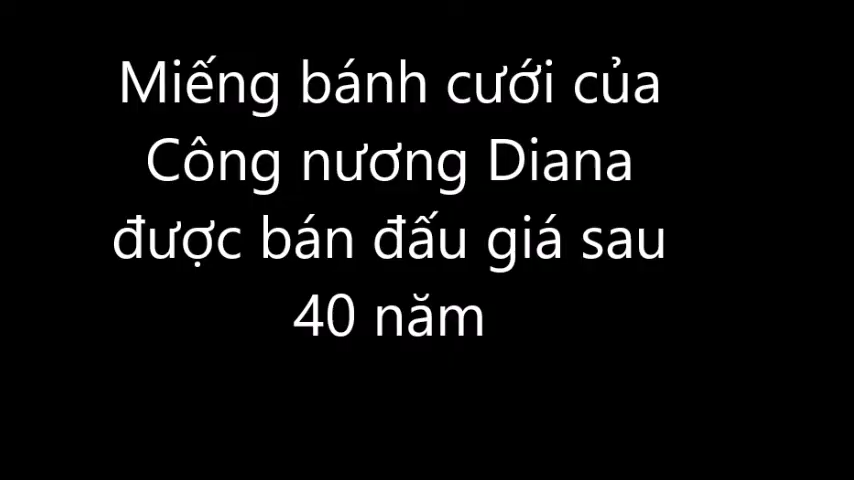 Miếng bánh cưới của
Công nương Diana
được bán đấu giá sau
40 năm